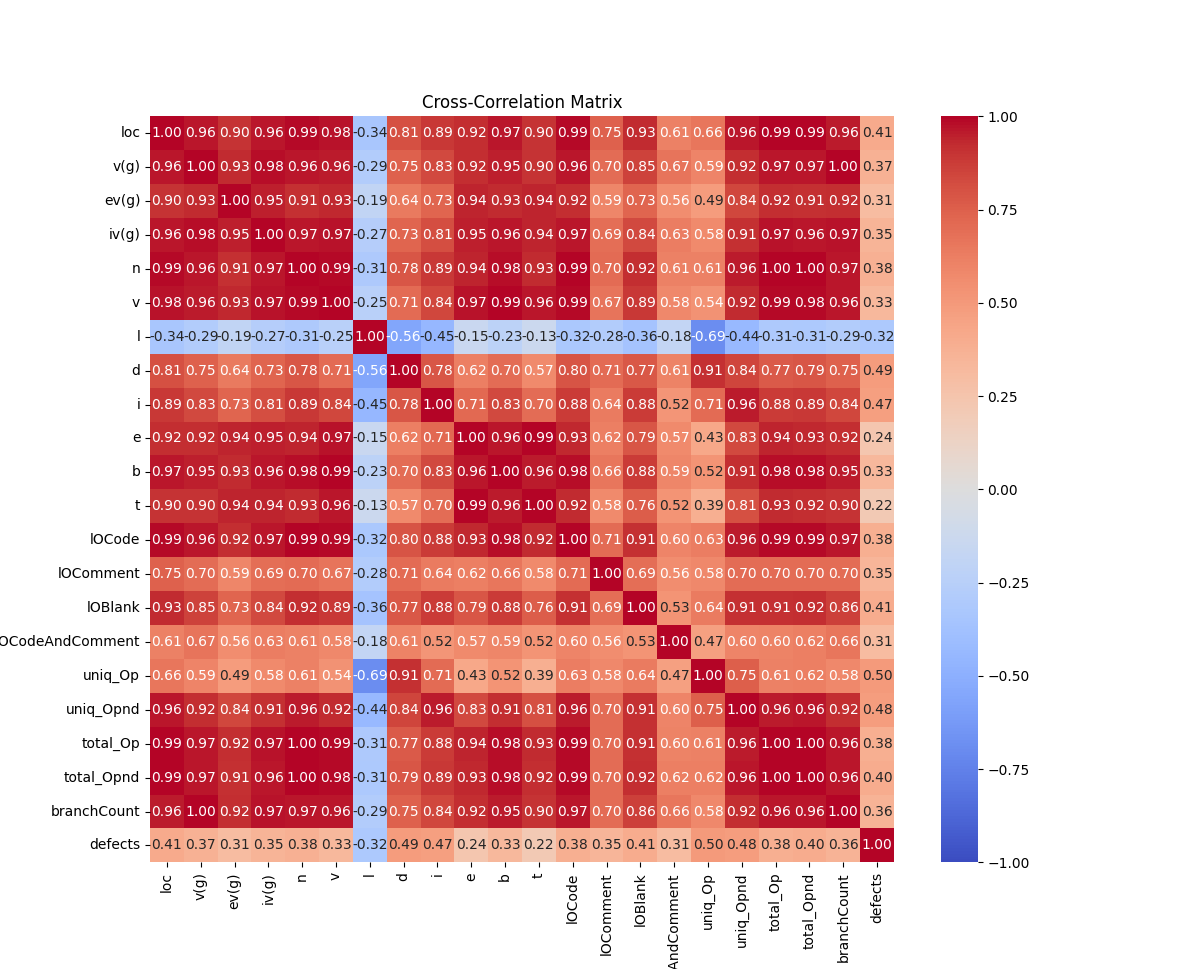 Cross-Correlation Matrix
loc 1.00 0.96 0.90 0.96 0.99 0.98 -0.34 0.81 0.89 0.92 0.97 0.90 0.99 0.75 0.93 0.61 0.66 0.96 0.99 0.99 0.96 0.41
v(g) 0.96 1.00 0.93 0.98 0.96 0.96 -0.29 0.75 0.83 0.92 0.95 0.90 0.96 0.70 0.85 0.67 0.59 0.92 0.97 0.97 1.00 0.37
ev(g) 0.90 0.93 1.00 0.95 0.91 0.93 -0.19 0.64 0.73 0.94 0.93 0.94 0.92 0.59 0.73 0.56 0.49 0.84 0.92 0.91 0.92 0.31
iv(g) 0.96 0.98 0.95 1.00 0.97 0.97 -0.27 0.73 0.81 0.95 0.96 0.94 0.97 0.69 0.84 0.63 0.58 0.91 0.97 0.96 0.97 0.35
n 0.99 0.96 0.91 0.97 1.00 0.99 -0.31 0.78 0.89 0.94 0.98 0.93 0.99 0.70 0.92 0.61 0.61 0.96 1.00 1.00 0.97 0.38
v 0.98 0.96 0.93 0.97 0.99 1.00 -0.25 0.71 0.84 0.97 0.99 0.96 0.99 0.67 0.89 0.58 0.54 0.92 0.99 0.98 0.96 0.33
l -0.34 -0.29 -0.19 -0.27 -0.31 -0.25 1.00 -0.56 -0.45 -0.15 -0.23 -0.13 -0.32 -0.28 -0.36 -0.18 -0.69 -0.44 -0.31 -0.31 -0.29 -0.32
d 0.81 0.75 0.64 0.73 0.78 0.71 -0.56 1.00 0.78 0.62 0.70 0.57 0.80 0.71 0.77 0.61 0.91 0.84 0.77 0.79 0.75 0.49
i 0.89 0.83 0.73 0.81 0.89 0.84 -0.45 0.78 1.00 0.71 0.83 0.70 0.88 0.64 0.88 0.52 0.71 0.96 0.88 0.89 0.84 0.47
e 0.92 0.92 0.94 0.95 0.94 0.97 -0.15 0.62 0.71 1.00 0.96 0.99 0.93 0.62 0.79 0.57 0.43 0.83 0.94 0.93 0.92 0.24
b 0.97 0.95 0.93 0.96 0.98 0.99 -0.23 0.70 0.83 0.96 1.00 0.96 0.98 0.66 0.88 0.59 0.52 0.91 0.98 0.98 0.95 0.33
t 0.90 0.90 0.94 0.94 0.93 0.96 -0.13 0.57 0.70 0.99 0.96 1.00 0.92 0.58 0.76 0.52 0.39 0.81 0.93 0.92 0.90 0.22
lOCode 0.99 0.96 0.92 0.97 0.99 0.99 -0.32 0.80 0.88 0.93 0.98 0.92 1.00 0.71 0.91 0.60 0.63 0.96 0.99 0.99 0.97 0.38
lOComment 0.75 0.70 0.59 0.69 0.70 0.67 -0.28 0.71 0.64 0.62 0.66 0.58 0.71 1.00 0.69 0.56 0.58 0.70 0.70 0.70 0.70 0.35
lOBlank 0.93 0.85 0.73 0.84 0.92 0.89 -0.36 0.77 0.88 0.79 0.88 0.76 0.91 0.69 1.00 0.53 0.64 0.91 0.91 0.92 0.86 0.41
OCodeAndComment 0.61 0.67 0.56 0.63 0.61 0.58 -0.18 0.61 0.52 0.57 0.59 0.52 0.60 0.56 0.53 1.00 0.47 0.60 0.60 0.62 0.66 0.31
uniq_Op 0.66 0.59 0.49 0.58 0.61 0.54 -0.69 0.91 0.71 0.43 0.52 0.39 0.63 0.58 0.64 0.47 1.00 0.75 0.61 0.62 0.58 0.50
uniq_Opnd 0.96 0.92 0.84 0.91 0.96 0.92 -0.44 0.84 0.96 0.83 0.91 0.81 0.96 0.70 0.91 0.60 0.75 1.00 0.96 0.96 0.92 0.48
total_Op 0.99 0.97 0.92 0.97 1.00 0.99 -0.31 0.77 0.88 0.94 0.98 0.93 0.99 0.70 0.91 0.60 0.61 0.96 1.00 1.00 0.96 0.38
total_Opnd 0.99 0.97 0.91 0.96 1.00 0.98 -0.31 0.79 0.89 0.93 0.98 0.92 0.99 0.70 0.92 0.62 0.62 0.96 1.00 1.00 0.96 0.40
branchCount 0.96 1.00 0.92 0.97 0.97 0.96 -0.29 0.75 0.84 0.92 0.95 0.90 0.97 0.70 0.86 0.66 0.58 0.92 0.96 0.96 1.00 0.36
defects 0.41 0.37 0.31 0.35 0.38 0.33 -0.32 0.49 0.47 0.24 0.33 0.22 0.38 0.35 0.41 0.31 0.50 0.48 0.38 0.40 0.36 1.00
loc v(g) ev(g) iv(g) n v l d i e b t lOCode lOComment lOBlank AndComment uniq_Op uniq_Opnd total_Op total_Opnd branchCount defects
1.00
0.75
0.50
0.25
0.00
−0.25
−0.50
−0.75
−1.00